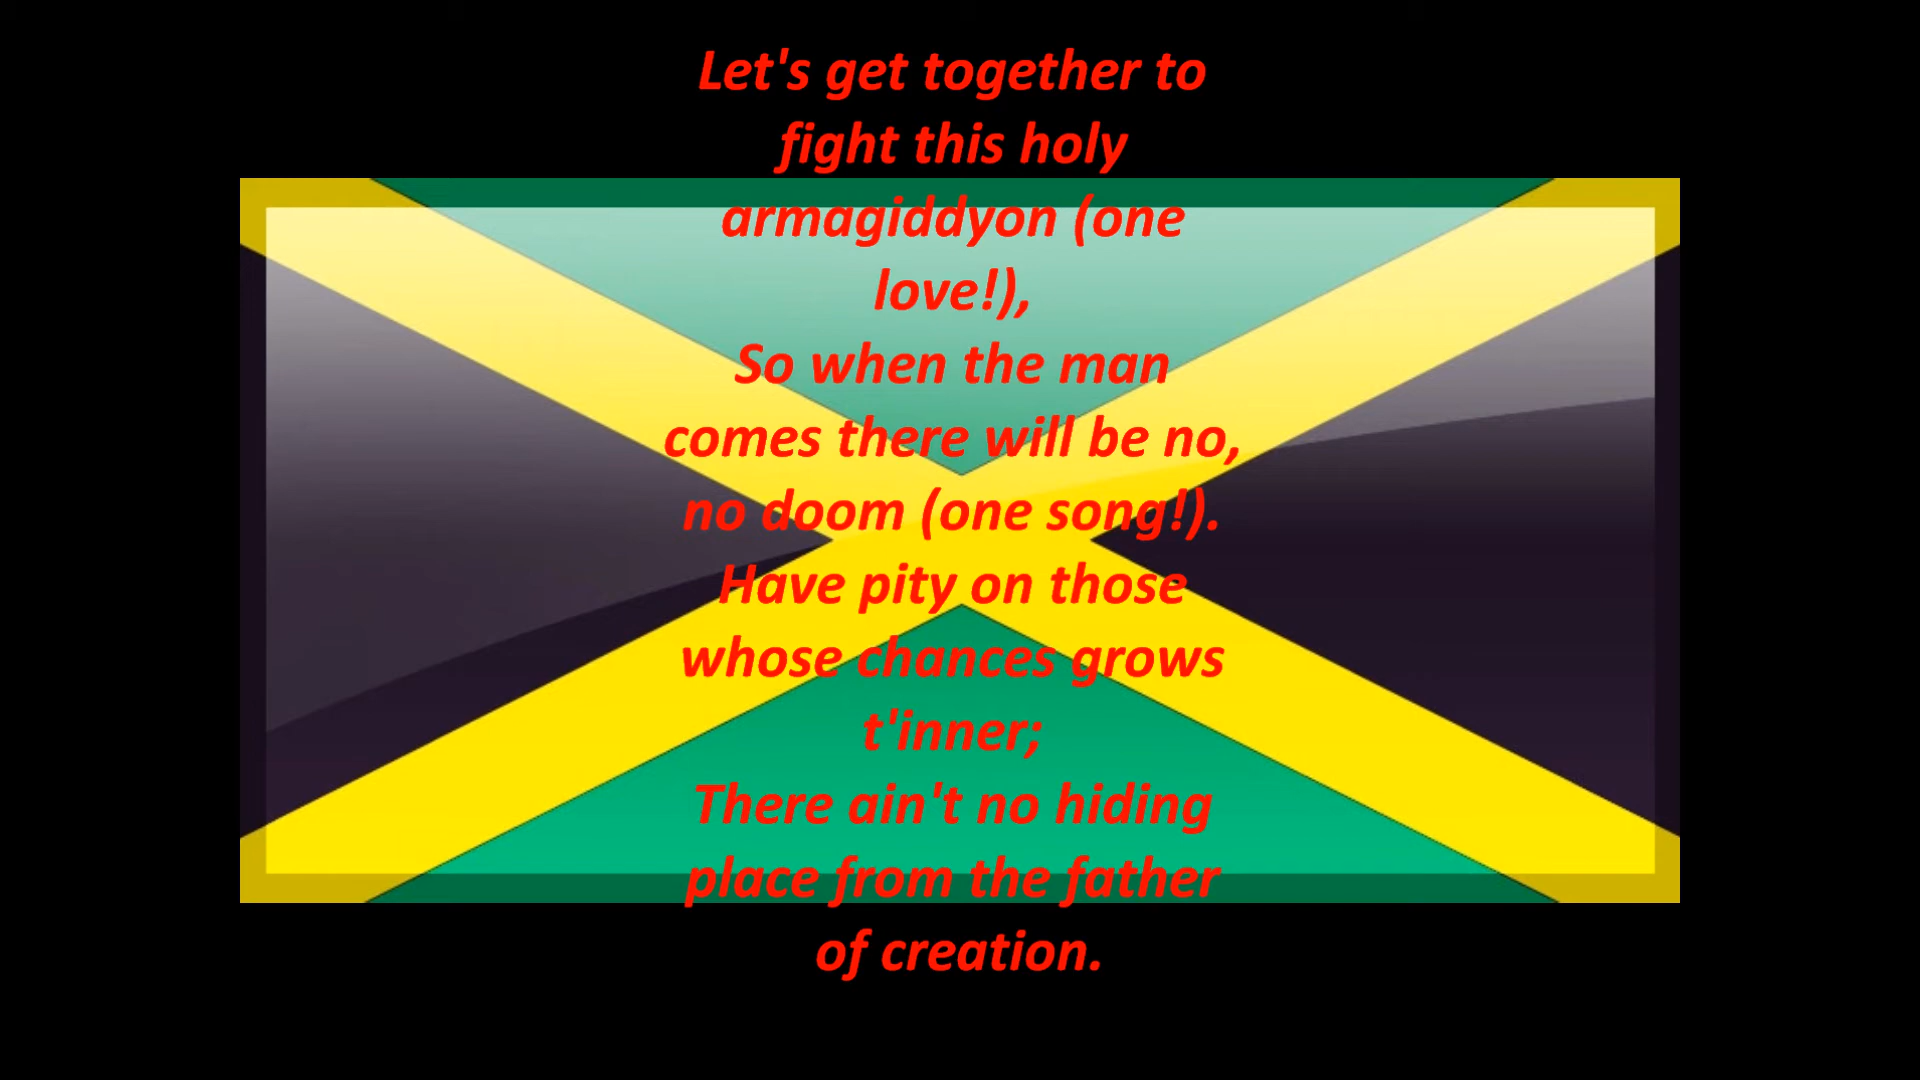 Let's get together to
fight this holy
armagiddyon (one
love!),
So when the man
comes there will be no,
no doom (one song!).
Have pity on those
whose chances grows
t'inner;
There ain't no hiding
place from the father
of creation.